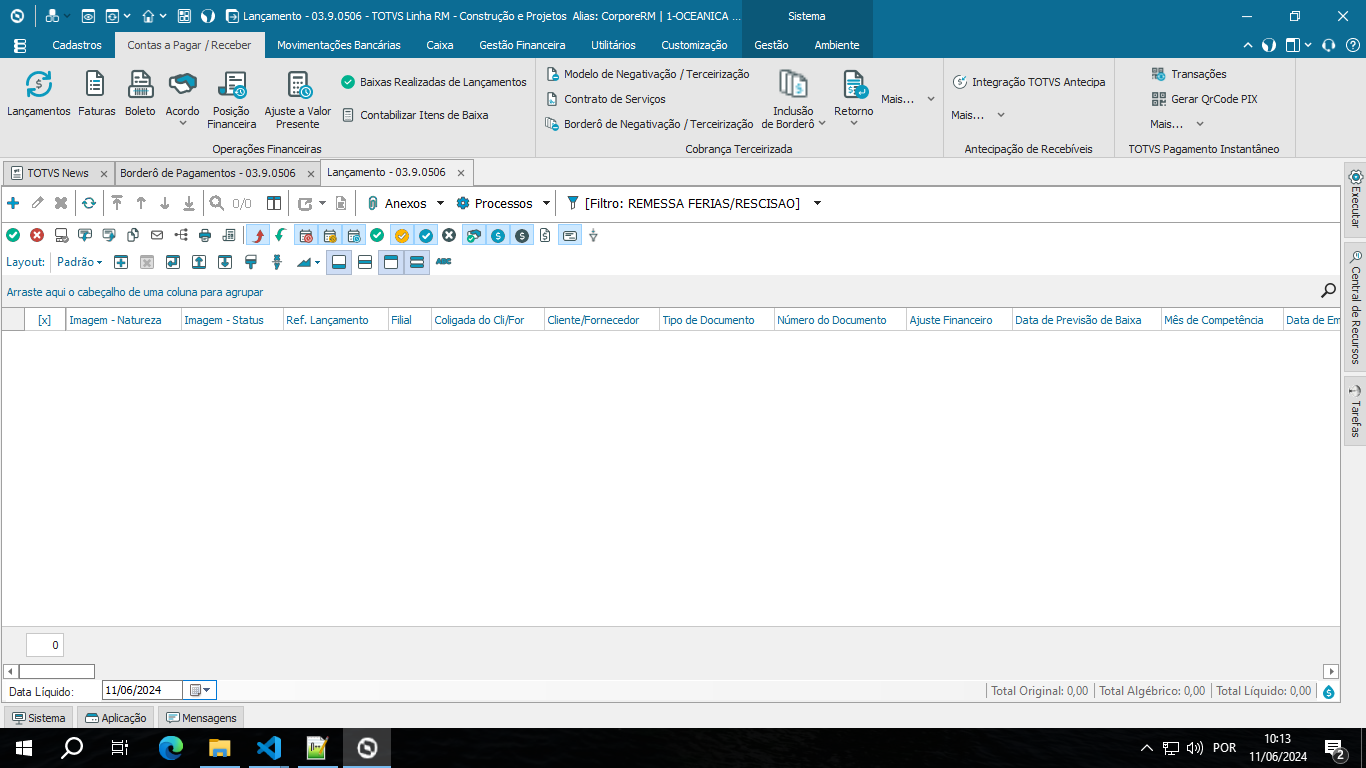 Lançamento - 03.9.0506 - TOTVS Linha RM - Construção e Projetos Alias: CorporeRM | 1-OCEANICA ...
Sistema
Cadastros
Contas a Pagar / Receber
Movimentações Bancárias
Caixa
Gestão Financeira
Utilitários
Customização
Gestão
Ambiente
Lançamentos
Faturas
Boleto
Acordo
Posição
Financeira
Ajuste a Valor
Presente
Baixas Realizadas de Lançamentos
Contabilizar Itens de Baixa
Operações Financeiras
Modelo de Negativação / Terceirização
Contrato de Serviços
Borderô de Negativação / Terceirização
Inclusão
de Borderô
Retorno
Mais...
Cobrança Terceirizada
Integração TOTVS Antecipa
Mais...
Antecipação de Recebíveis
Transações
Gerar QrCode PIX
Mais...
TOTVS Pagamento Instantâneo
TOTVS News
Borderô de Pagamentos - 03.9.0506
Lançamento - 03.9.0506
0/0
Anexos
Processos
[Filtro: REMESSA FERIAS/RESCISAO]
Layout:
Padrão
ABC
Arraste aqui o cabeçalho de uma coluna para agrupar
[x]
Imagem - Natureza
Imagem - Status
Ref. Lançamento
Filial
Coligada do Cli/For
Cliente/Fornecedor
Tipo de Documento
Número do Documento
Ajuste Financeiro
Data de Previsão de Baixa
Mês de Competência
Data de Em
Executar
Central de Recursos
Tarefas
0
Data Líquido:
11/06/2024
Total Original: 0,00
Total Algébrico: 0,00
Total Líquido: 0,00
Sistema
Aplicação
Mensagens
POR
10:13
11/06/2024
2